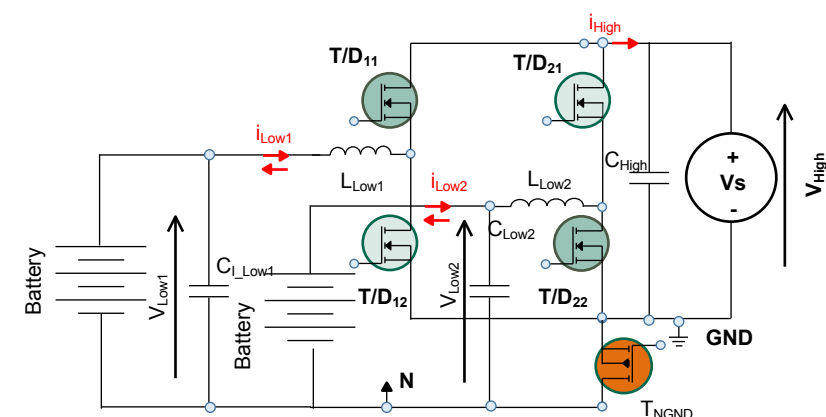 iHigh
T/D11
T/D21
iLow1
CHigh
+
Vs
-
VHigh
LLow1
iLow2
LLow2
Battery
VLow1
CI_Low1
Battery
T/D12
VLow2
CLow2
T/D22
GND
N
TNGND